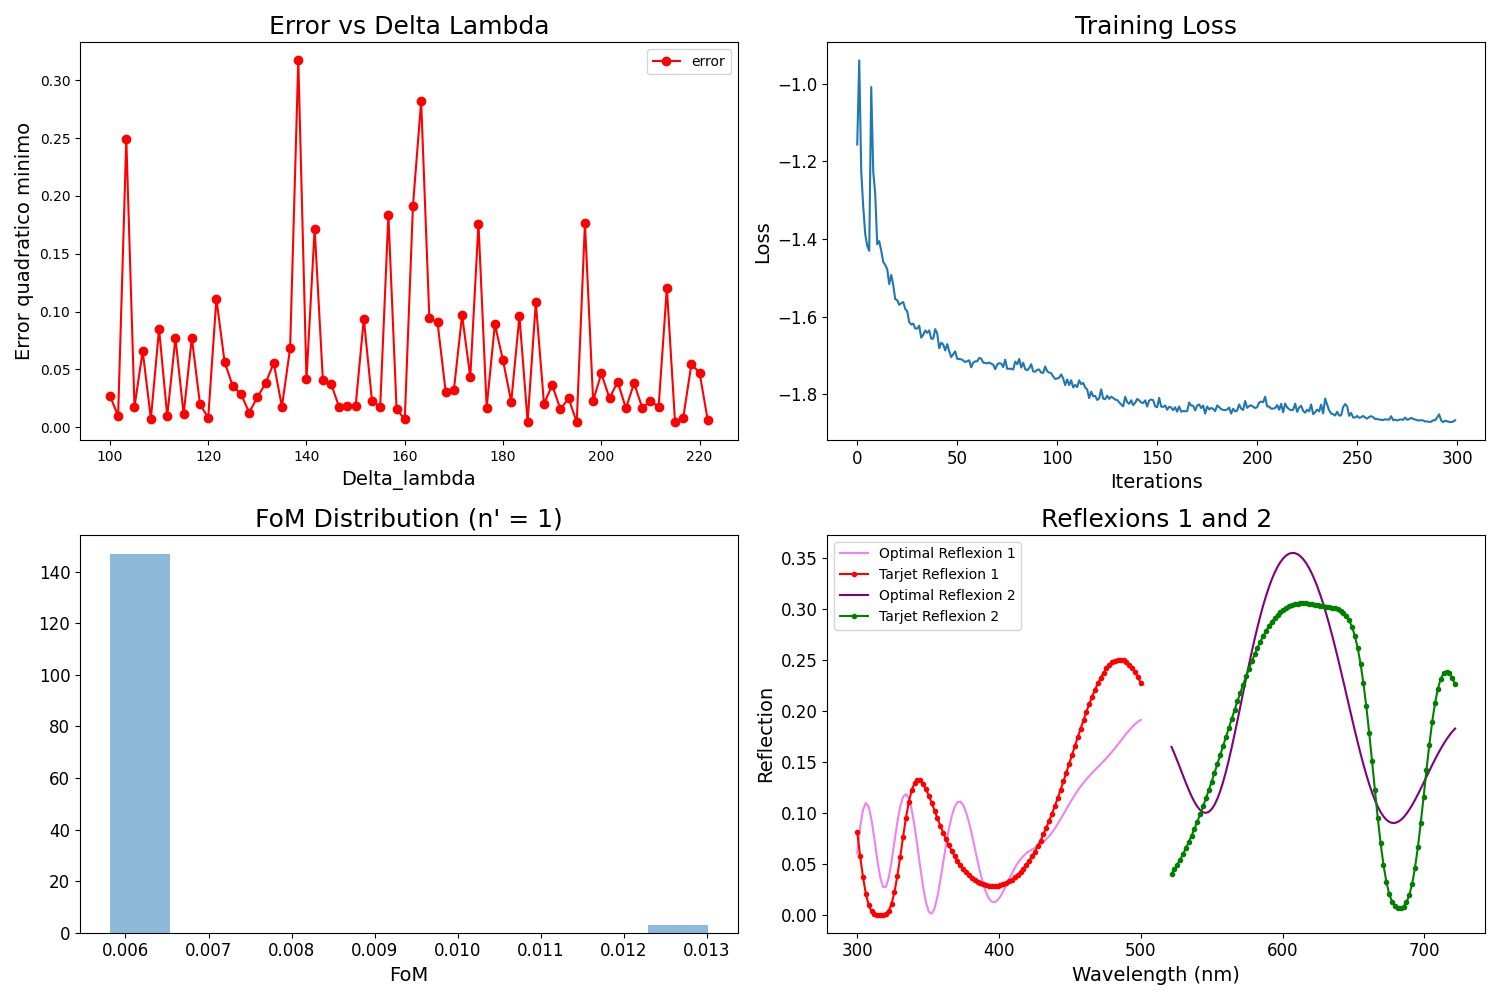 Error vs Delta Lambda
error
Error quadratico minimo
0.30
0.25
0.20
0.15
0.10
0.05
0.00
100 120 140 160 180 200 220
Delta_lambda
Training Loss
Loss
−1.0
−1.2
−1.4
−1.6
−1.8
0 50 100 150 200 250 300
Iterations
FoM Distribution (n' = 1)
140
120
100
80
60
40
20
0
0.006 0.007 0.008 0.009 0.010 0.011 0.012 0.013
FoM
Reflexions 1 and 2
Optimal Reflexion 1
Tarjet Reflexion 1
Optimal Reflexion 2
Tarjet Reflexion 2
Reflection
0.35
0.30
0.25
0.20
0.15
0.10
0.05
0.00
300 400 500 600 700
Wavelength (nm)